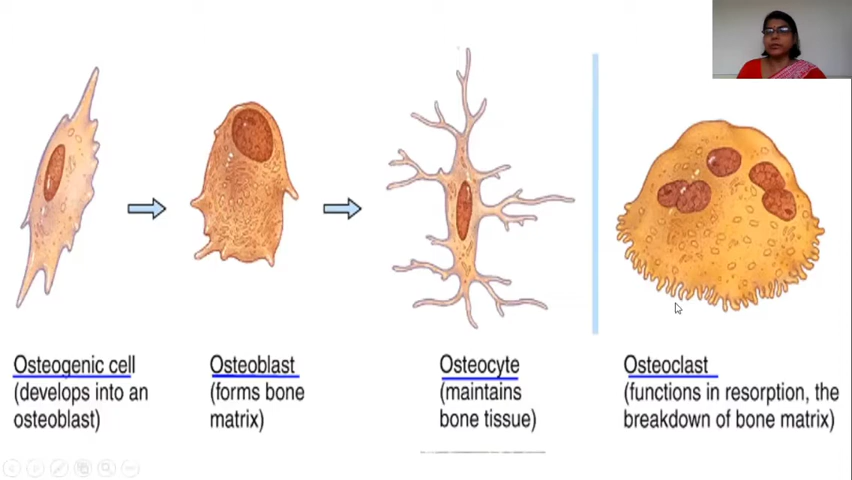 Osteogenic cell
(develops into an
osteoblast)
Osteoblast
(forms bone
matrix)
Osteocyte
(maintains
bone tissue)
Osteoclast
(functions in resorption, the
breakdown of bone matrix)